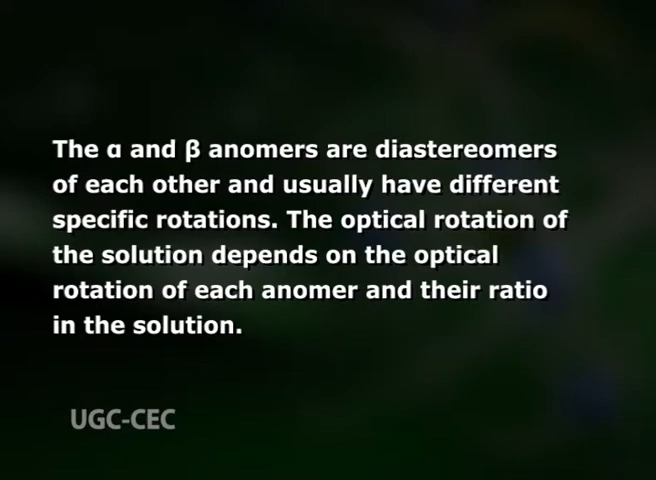 The α and β anomers are diastereomers
of each other and usually have different
specific rotations. The optical rotation of
the solution depends on the optical
rotation of each anomer and their ratio
in the solution.
UGC-CEC